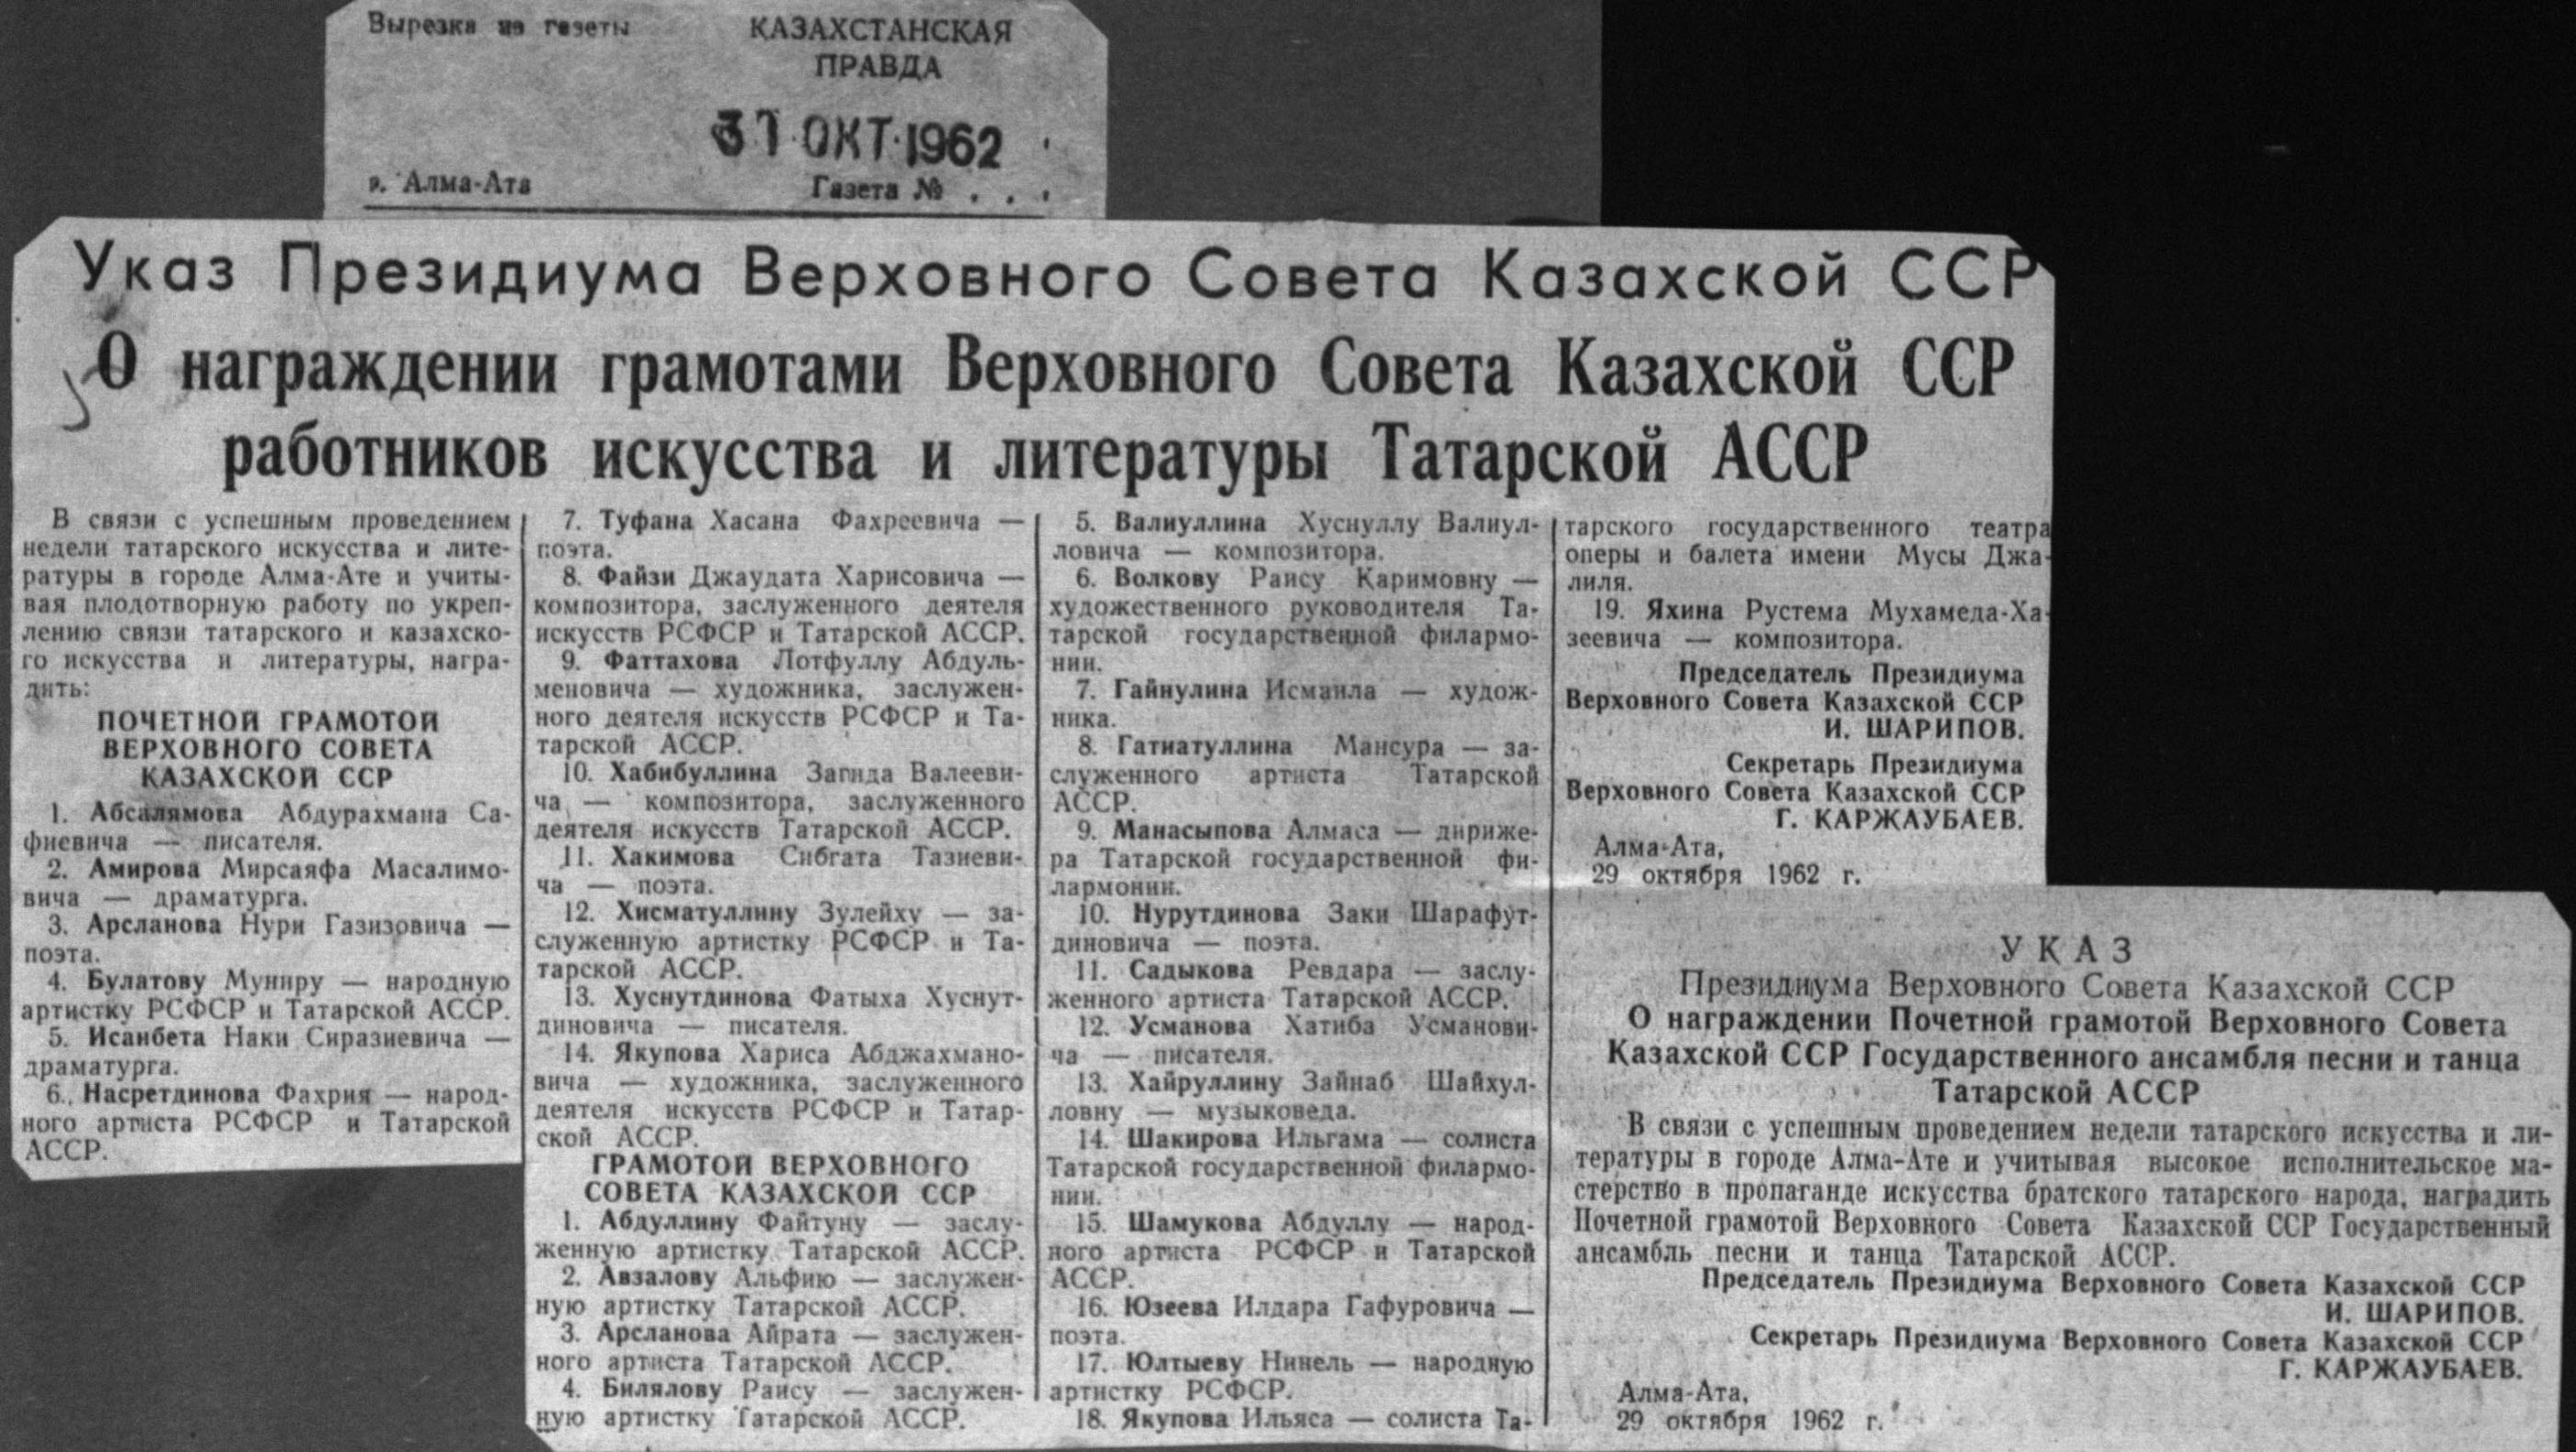 Вырезка из газеты
КАЗАХСТАНСКАЯ
ПРАВДА
31 ОКТ 1962
г. Алма-Ата
Газета № . . .
Указ Президиума Верховного Совета Казахской ССР
О награждении грамотами Верховного Совета Казахской ССР
работников искусства и литературы Татарской АССР
В связи с успешным проведением
недели татарского искусства и лите-
ратуры в городе Алма-Ате и учиты-
вая плодотворную работу по укреп-
лению связи татарского и казахско-
го искусства и литературы, награ-
дить:
ПОЧЕТНОЙ ГРАМОТОЙ
ВЕРХОВНОГО СОВЕТА
КАЗАХСКОЙ ССР
1. Абсалямова Абдурахмана Са-
фиевича — писателя.
2. Амирова Мирсаяфа Масалимо-
вича — драматурга.
3. Арсланова Нури Газизовича —
поэта.
4. Булатову Муниру — народную
артистку РСФСР и Татарской АССР.
5. Исанбета Наки Сиразиевича —
драматурга.
6. Насретдинова Фахрия — народ-
ного артиста РСФСР и Татарской
АССР.
7. Туфана Хасана Фахреевича —
поэта.
8. Файзи Джаудата Харисовича —
композитора, заслуженного деятеля
искусств РСФСР и Татарской АССР.
9. Фаттахова Лотфуллу Абдуль-
меновича — художника, заслужен-
ного деятеля искусств РСФСР и Та-
тарской АССР.
10. Хабибуллина Загида Валееви-
ча — композитора, заслуженного
деятеля искусств Татарской АССР.
11. Хакимова Сибгата Тазиеви-
ча — поэта.
12. Хисматуллину Зулейху — за-
служенную артистку РСФСР и Та-
тарской АССР.
13. Хуснутдинова Фатыха Хуснут-
диновича — писателя.
14. Якупова Хариса Абджахмано-
вича — художника, заслуженного
деятеля искусств РСФСР и Татар-
ской АССР.
ГРАМОТОЙ ВЕРХОВНОГО
СОВЕТА КАЗАХСКОЙ ССР
1. Абдуллину Файтуну — заслу-
женную артистку Татарской АССР.
2. Авзалову Альфию — заслужен-
ную артистку Татарской АССР.
3. Арсланова Айрата — заслужен-
ного артиста Татарской АССР.
4. Билялову Раису — заслужен-
ную артистку Татарской АССР.
5. Валиуллина Хуснуллу Валиул-
ловича — композитора.
6. Волкову Раису Каримовну —
художественного руководителя Та-
тарской государственной филармо-
нии.
7. Гайнулина Исмаила — худож-
ника.
8. Гатиатуллина Мансура — за-
служенного артиста Татарской
АССР.
9. Манасыпова Алмаса — дириже-
ра Татарской государственной фи-
лармонии.
10. Нурутдинова Заки Шарафут-
диновича — поэта.
11. Садыкова Ревдара — заслу-
женного артиста Татарской АССР.
12. Усманова Хатиба Усманови-
ча — писателя.
13. Хайруллину Зайнаб Шайхул-
ловну — музыковеда.
14. Шакирова Ильгама — солиста
Татарской государственной филармо-
нии.
15. Шамукова Абдуллу — народ-
ного артиста РСФСР и Татарской
АССР.
16. Юзеева Илдара Гафуровича —
поэта.
17. Юлтыеву Нинель — народную
артистку РСФСР.
18. Якупова Ильяса — солиста Та-
тарского государственного театра
оперы и балета имени Мусы Джа-
лиля.
19. Яхина Рустема Мухамеда-Ха-
зеевича — композитора.
Председатель Президиума
Верховного Совета Казахской ССР
И. ШАРИПОВ.
Секретарь Президиума
Верховного Совета Казахской ССР
Г. КАРЖАУБАЕВ.
Алма-Ата,
29 октября 1962 г.
УКАЗ
Президиума Верховного Совета Казахской ССР
О награждении Почетной грамотой Верховного Совета
Казахской ССР Государственного ансамбля песни и танца
Татарской АССР
В связи с успешным проведением недели татарского искусства и ли-
тературы в городе Алма-Ате и учитывая высокое исполнительское ма-
стерство в пропаганде искусства братского татарского народа, наградить
Почетной грамотой Верховного Совета Казахской ССР Государственный
ансамбль песни и танца Татарской АССР.
Председатель Президиума Верховного Совета Казахской ССР
И. ШАРИПОВ.
Секретарь Президиума Верховного Совета Казахской ССР
Г. КАРЖАУБАЕВ.
Алма-Ата,
29 октября 1962 г.